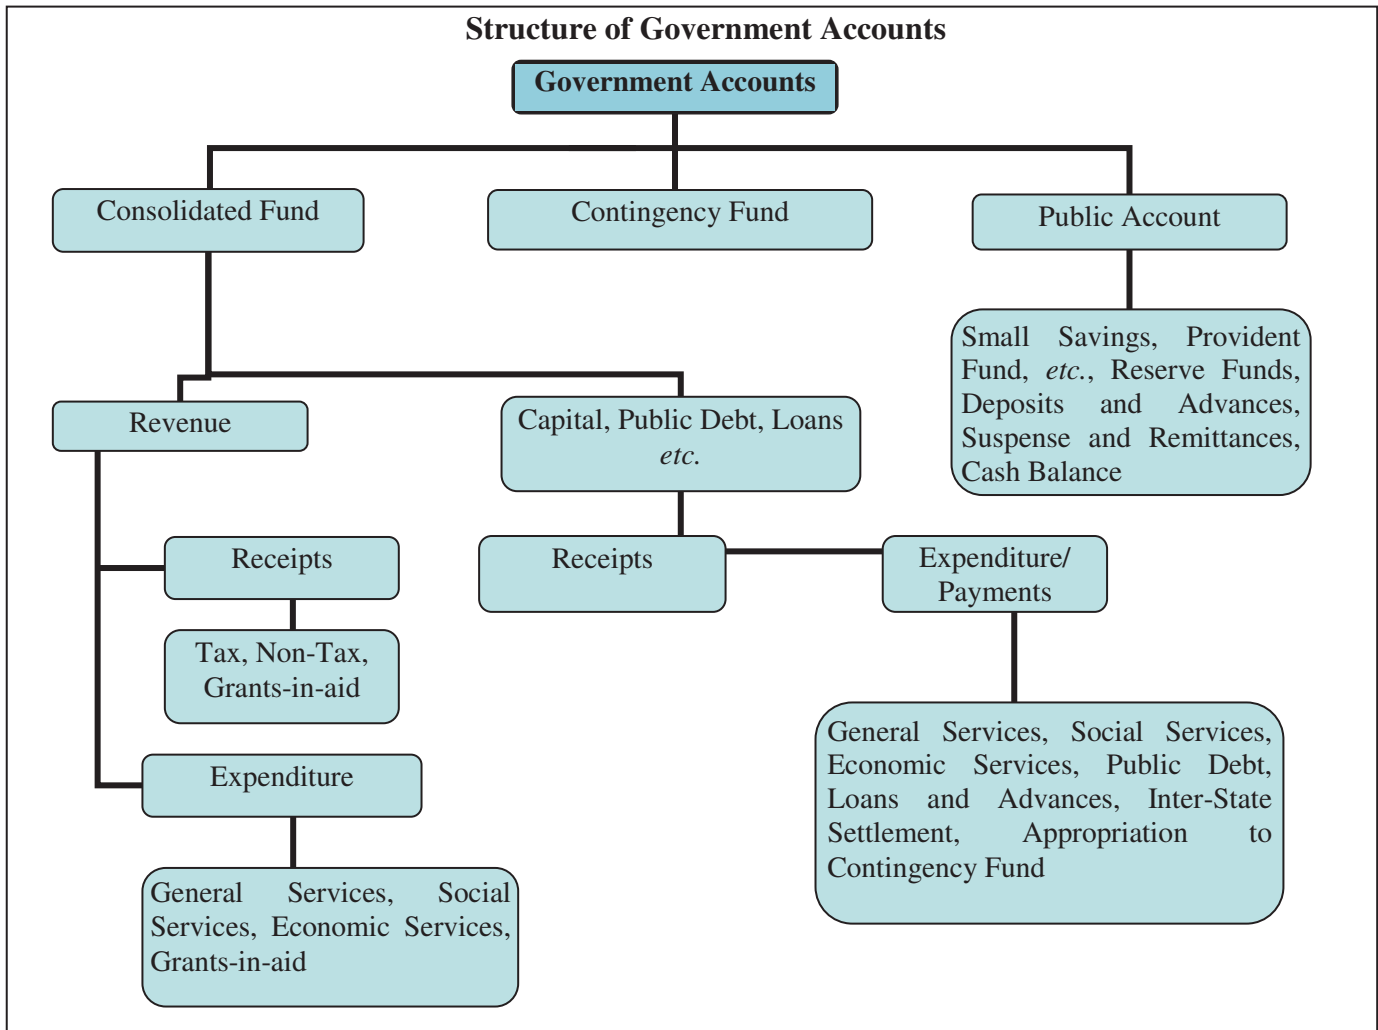 Structure of Government Accounts
Government Accounts
Consolidated Fund
Contingency Fund
Public Account
Small Savings, Provident
Fund, etc., Reserve Funds,
Deposits and Advances,
Suspense and Remittances,
Cash Balance
Revenue
Capital, Public Debt, Loans
etc.
Receipts
Tax, Non-Tax,
Grants-in-aid
Expenditure
General Services, Social
Services, Economic Services,
Grants-in-aid
Receipts
Expenditure/
Payments
General Services, Social Services,
Economic Services, Public Debt,
Loans and Advances, Inter-State
Settlement, Appropriation to
Contingency Fund